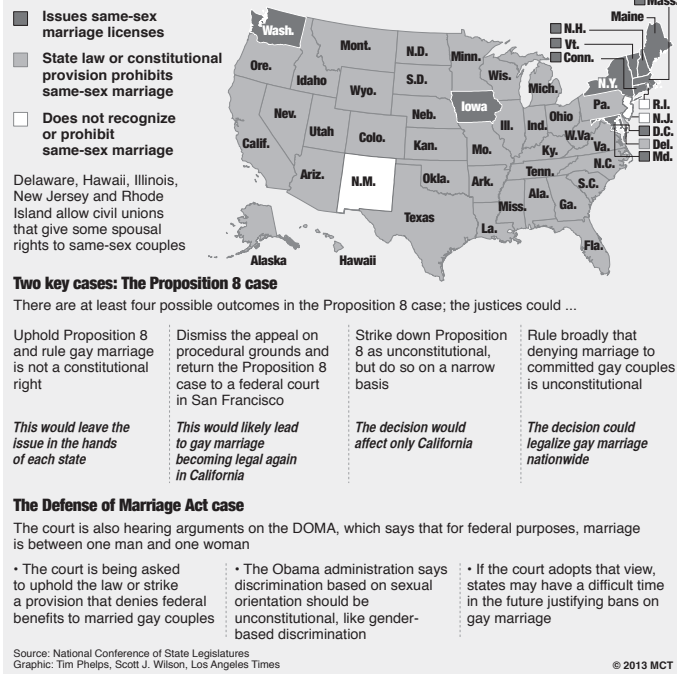 Issues same-sex
marriage licenses
State law or constitutional
provision prohibits
same-sex marriage
Does not recognize
or prohibit
same-sex marriage
Delaware, Hawaii, Illinois,
New Jersey and Rhode
Island allow civil unions
that give some spousal
rights to same-sex couples
Wash.
Ore.
Calif.
Nev.
Idaho
Mont.
Wyo.
Utah
Ariz.
Colo.
N.M.
N.D.
S.D.
Neb.
Kan.
Okla.
Texas
Minn.
Iowa
Mo.
Ark.
La.
Wis.
Ill.
Mich.
Ind.
Ohio
Ky.
Tenn.
Miss.
Ala.
Ga.
Fla.
S.C.
N.C.
Va.
W.Va.
Pa.
N.Y.
Maine
Mass.
N.H.
Vt.
Conn.
R.I.
N.J.
D.C.
Del.
Md.
Alaska
Hawaii
Two key cases: The Proposition 8 case
There are at least four possible outcomes in the Proposition 8 case; the justices could ...
Uphold Proposition 8
and rule gay marriage
is not a constitutional
right
This would leave the
issue in the hands
of each state
Dismiss the appeal on
procedural grounds and
return the Proposition 8
case to a federal court
in San Francisco
This would likely lead
to gay marriage
becoming legal again
in California
Strike down Proposition
8 as unconstitutional,
but do so on a narrow
basis
The decision would
affect only California
Rule broadly that
denying marriage to
committed gay couples
is unconstitutional
The decision could
legalize gay marriage
nationwide
The Defense of Marriage Act case
The court is also hearing arguments on the DOMA, which says that for federal purposes, marriage
is between one man and one woman
• The court is being asked
to uphold the law or strike
a provision that denies federal
benefits to married gay couples
• The Obama administration says
discrimination based on sexual
orientation should be
unconstitutional, like gender-
based discrimination
• If the court adopts that view,
states may have a difficult time
in the future justifying bans on
gay marriage
Source: National Conference of State Legislatures
Graphic: Tim Phelps, Scott J. Wilson, Los Angeles Times
© 2013 MCT